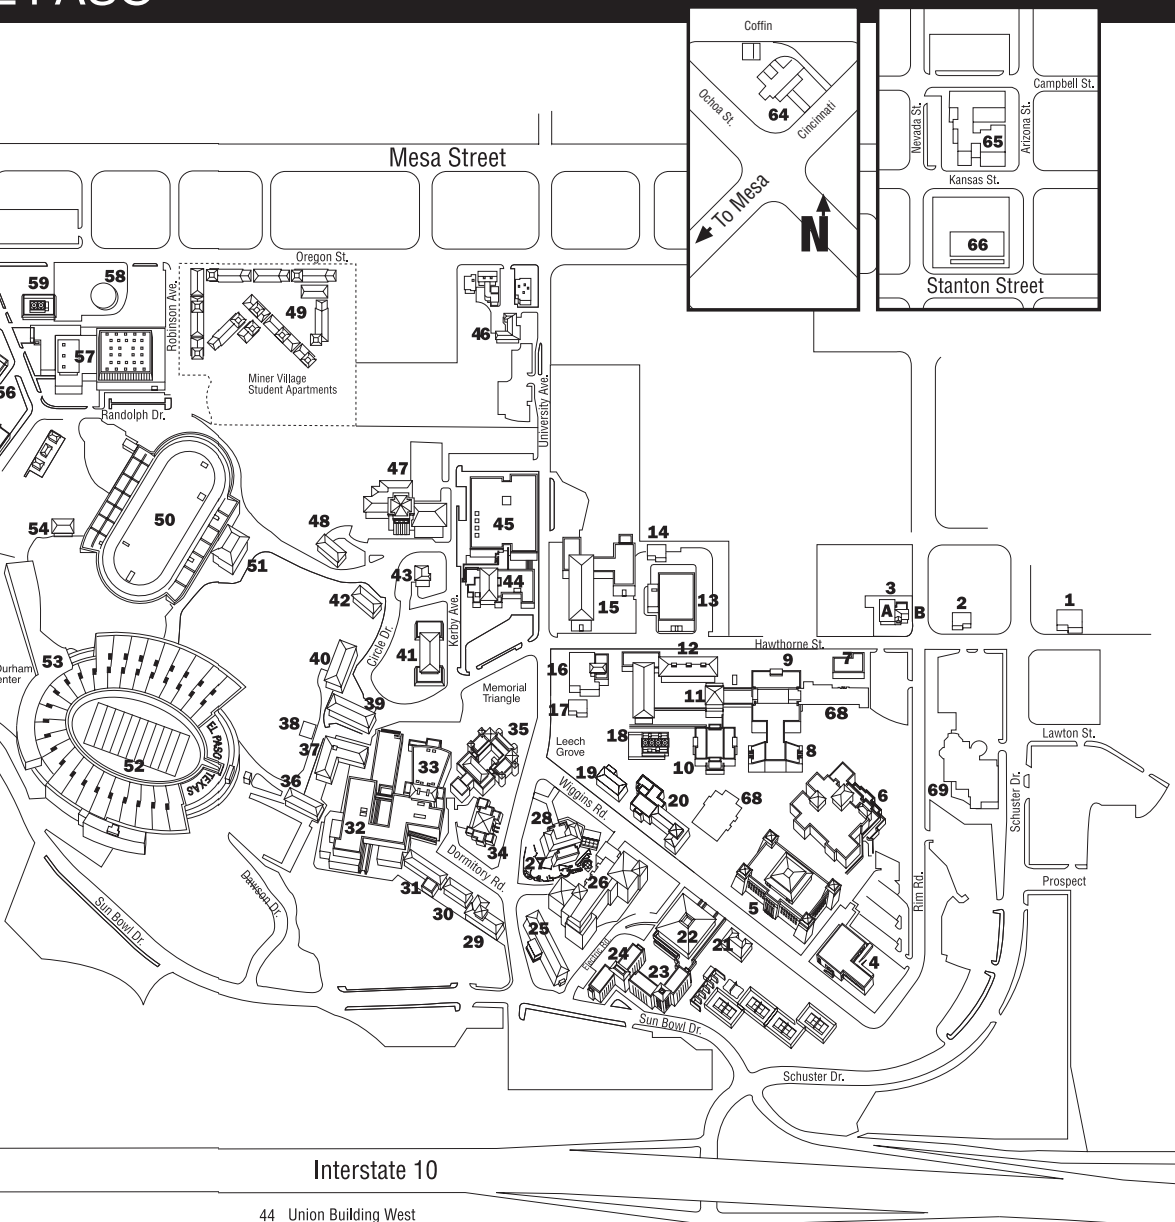 Coffin
Ochoa St.
64
Cincinnati
To Mesa
N
Campbell St.
Nevada St.
Arizona St.
65
Kansas St.
66
Stanton Street
Mesa Street
Oregon St.
59
58
Robinson Ave.
49
46
57
56
Miner Village
Student Apartments
Randolph Dr.
University Ave.
47
45
50
54
48
51
14
43
44
42
Kerby Ave.
15
13
3
A
B
2
1
Circle Dr.
41
40
Hawthorne St.
53
Durham
Center
12
16
9
7
39
Memorial
Triangle
11
17
68
38
35
EL PASO
TEXAS
37
Leech
Grove
18
8
10
Lawton St.
52
33
36
19
Wiggins Rd.
20
68
6
69
Schuster Dr.
32
28
34
Dormitory Rd.
27
26
31
30
29
Dawson Dr.
Sun Bowl Dr.
5
Rim Rd.
Prospect
25
22
21
Electric Rd.
24
23
4
Sun Bowl Dr.
Schuster Dr.
Interstate 10
44 Union Building West